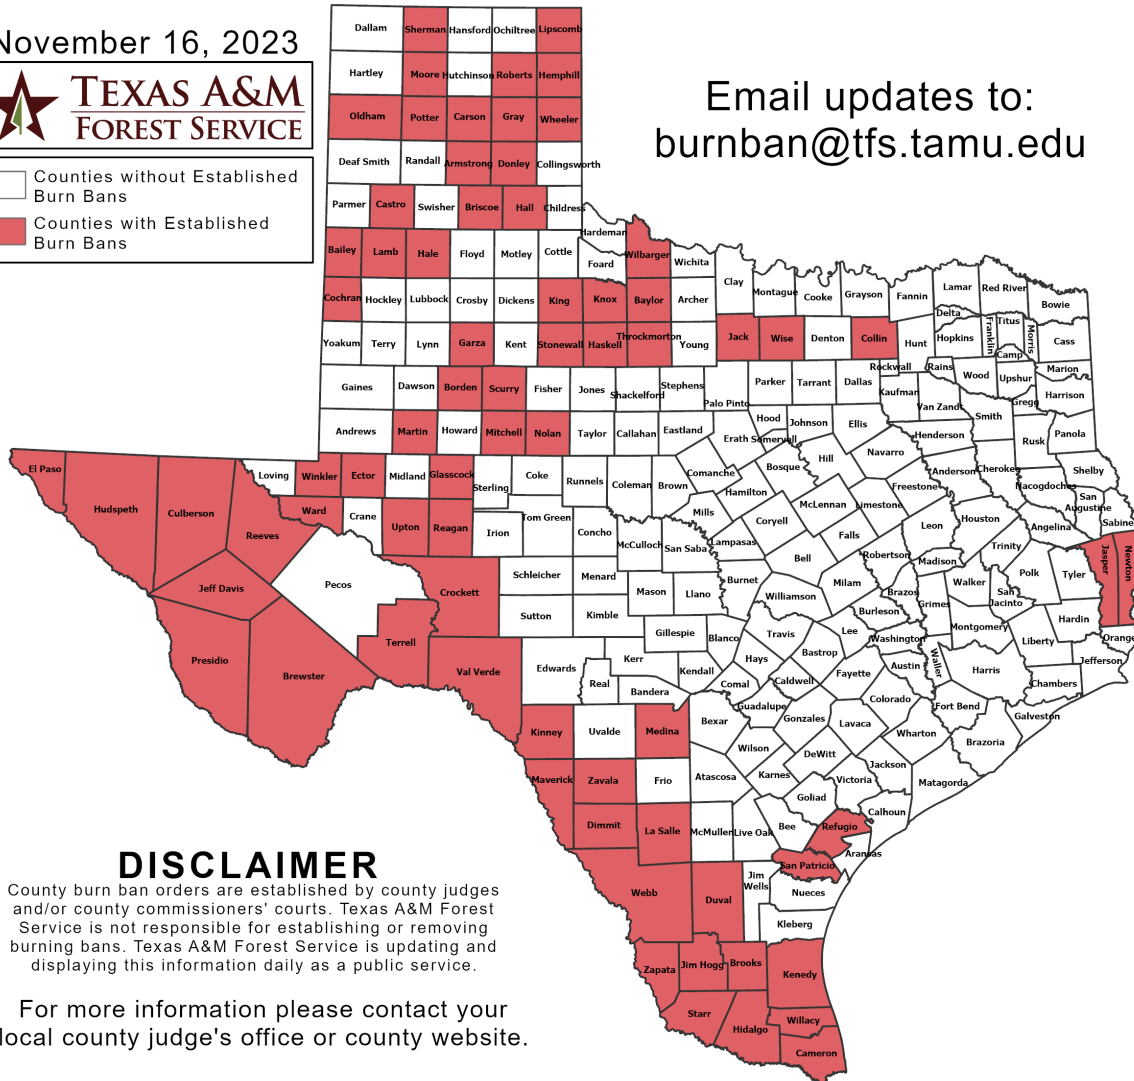 November 16, 2023
TEXAS A&M
FOREST SERVICE
Counties without Established
Burn Bans
Counties with Established
Burn Bans
Email updates to:
burnban@tfs.tamu.edu
Dallam Sherman Hansford Ochiltree Lipscomb
Hartley Moore Hutchinson Roberts Hemphill
Oldham Potter Carson Gray Wheeler
Deaf Smith Randall Armstrong Donley Collingsworth
Parmer Castro Swisher Briscoe Hall Childress
Hardeman
Bailey Lamb Hale Floyd Motley Cottle Foard Wilbarger Wichita
Clay Montague Cooke Grayson Fannin Lamar Red River Bowie
Cochran Hockley Lubbock Crosby Dickens King Knox Baylor Archer
Delta Franklin Titus Morris
Yoakum Terry Lynn Garza Kent Stonewall Haskell Throckmorton Young Jack Wise Denton Collin Hunt Hopkins Cass
Camp
Rockwall Rains Marion
Gaines Dawson Borden Scurry Fisher Jones Shackelford Stephens Palo Pinto Parker Tarrant Dallas Kaufman Wood Upshur Harrison
Van Zandt Gregg
Andrews Martin Howard Mitchell Nolan Taylor Callahan Eastland Erath Hood Somervell Johnson Ellis Henderson Smith Rusk Panola
El Paso Hudspeth Culberson Reeves Loving Winkler Ector Midland Glasscock Sterling Coke Runnels Coleman Brown Comanche Bosque Hill Navarro Anderson Cherokee Nacogdoches Shelby
Hamilton Freestone San
Augustine
Sabine
Ward Crane Upton Reagan Irion Tom Green Concho McCulloch San Saba Mills Lampasas Coryell McLennan Limestone Falls Leon Houston Angelina
Jeff Davis Pecos Crockett Schleicher Menard Mason Llano Burnet Bell Robertson Madison Trinity Polk Tyler Jasper Newton
Williamson Milam Brazos Grimes Walker San
Jacinto
Presidio Brewster Terrell Val Verde Sutton Kimble Gillespie Blanco Travis Lee Burleson Washington Montgomery Liberty Hardin Orange
Edwards Real Kerr Bandera Kendall Hays Comal Caldwell Bastrop Fayette Austin Waller Harris Chambers Jefferson
Guadalupe Gonzales Colorado Fort Bend Galveston
Kinney Uvalde Medina Bexar Wilson Lavaca Wharton Brazoria
Maverick Zavala Frio Atascosa Karnes DeWitt Victoria Jackson Matagorda
Goliad Calhoun
Dimmit La Salle McMullen Live Oak Bee Refugio
San Patricio Aransas
Webb Duval Jim
Wells Nueces
Kleberg
Zapata Jim Hogg Brooks Kenedy
Starr Hidalgo Willacy
Cameron
DISCLAIMER
County burn ban orders are established by county judges
and/or county commissioners' courts. Texas A&M Forest
Service is not responsible for establishing or removing
burning bans. Texas A&M Forest Service is updating and
displaying this information daily as a public service.
For more information please contact your
local county judge's office or county website.